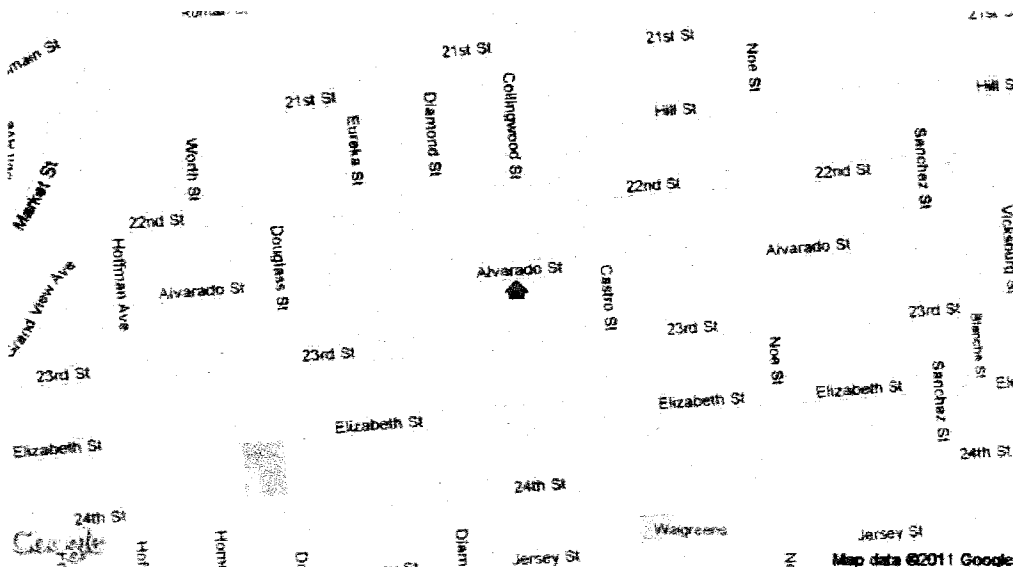 21st St
21st St
Noe St
Hill
21st St
Collingwood St
Diamond St
Eureka St
Hill St
Market St
Worth St
Sanchez St
22nd St
22nd St
22nd St
Hoffman Ave
Douglass St
Alvarado St
Alvarado St
Alvarado St
Castro St
Vicksburg St
Grand View Ave
23rd St
23rd St
23rd St
23rd St
Blanche St
Noe St
Sanchez St
Elizabeth St
Elizabeth St
Elizabeth St
Elizabeth St
24th St
24th St
24th St
Google
Walgreens
Jersey St
Jersey St
Map data ©2011 Google